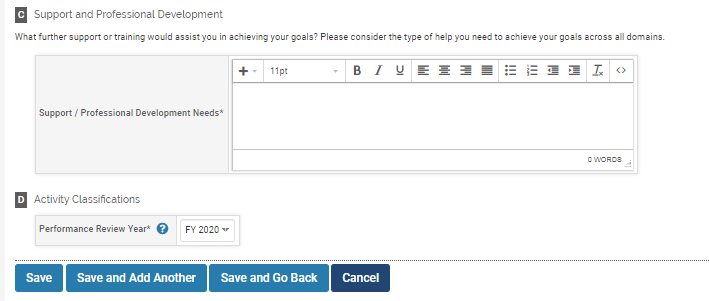 C Support and Professional Development
What further support or training would assist you in achieving your goals? Please consider the type of help you need to achieve your goals across all domains.
+ 11pt B I U <>
Support / Professional Development Needs*
0 WORDS
D Activity Classifications
Performance Review Year* ? FY 2020
Save Save and Add Another Save and Go Back Cancel